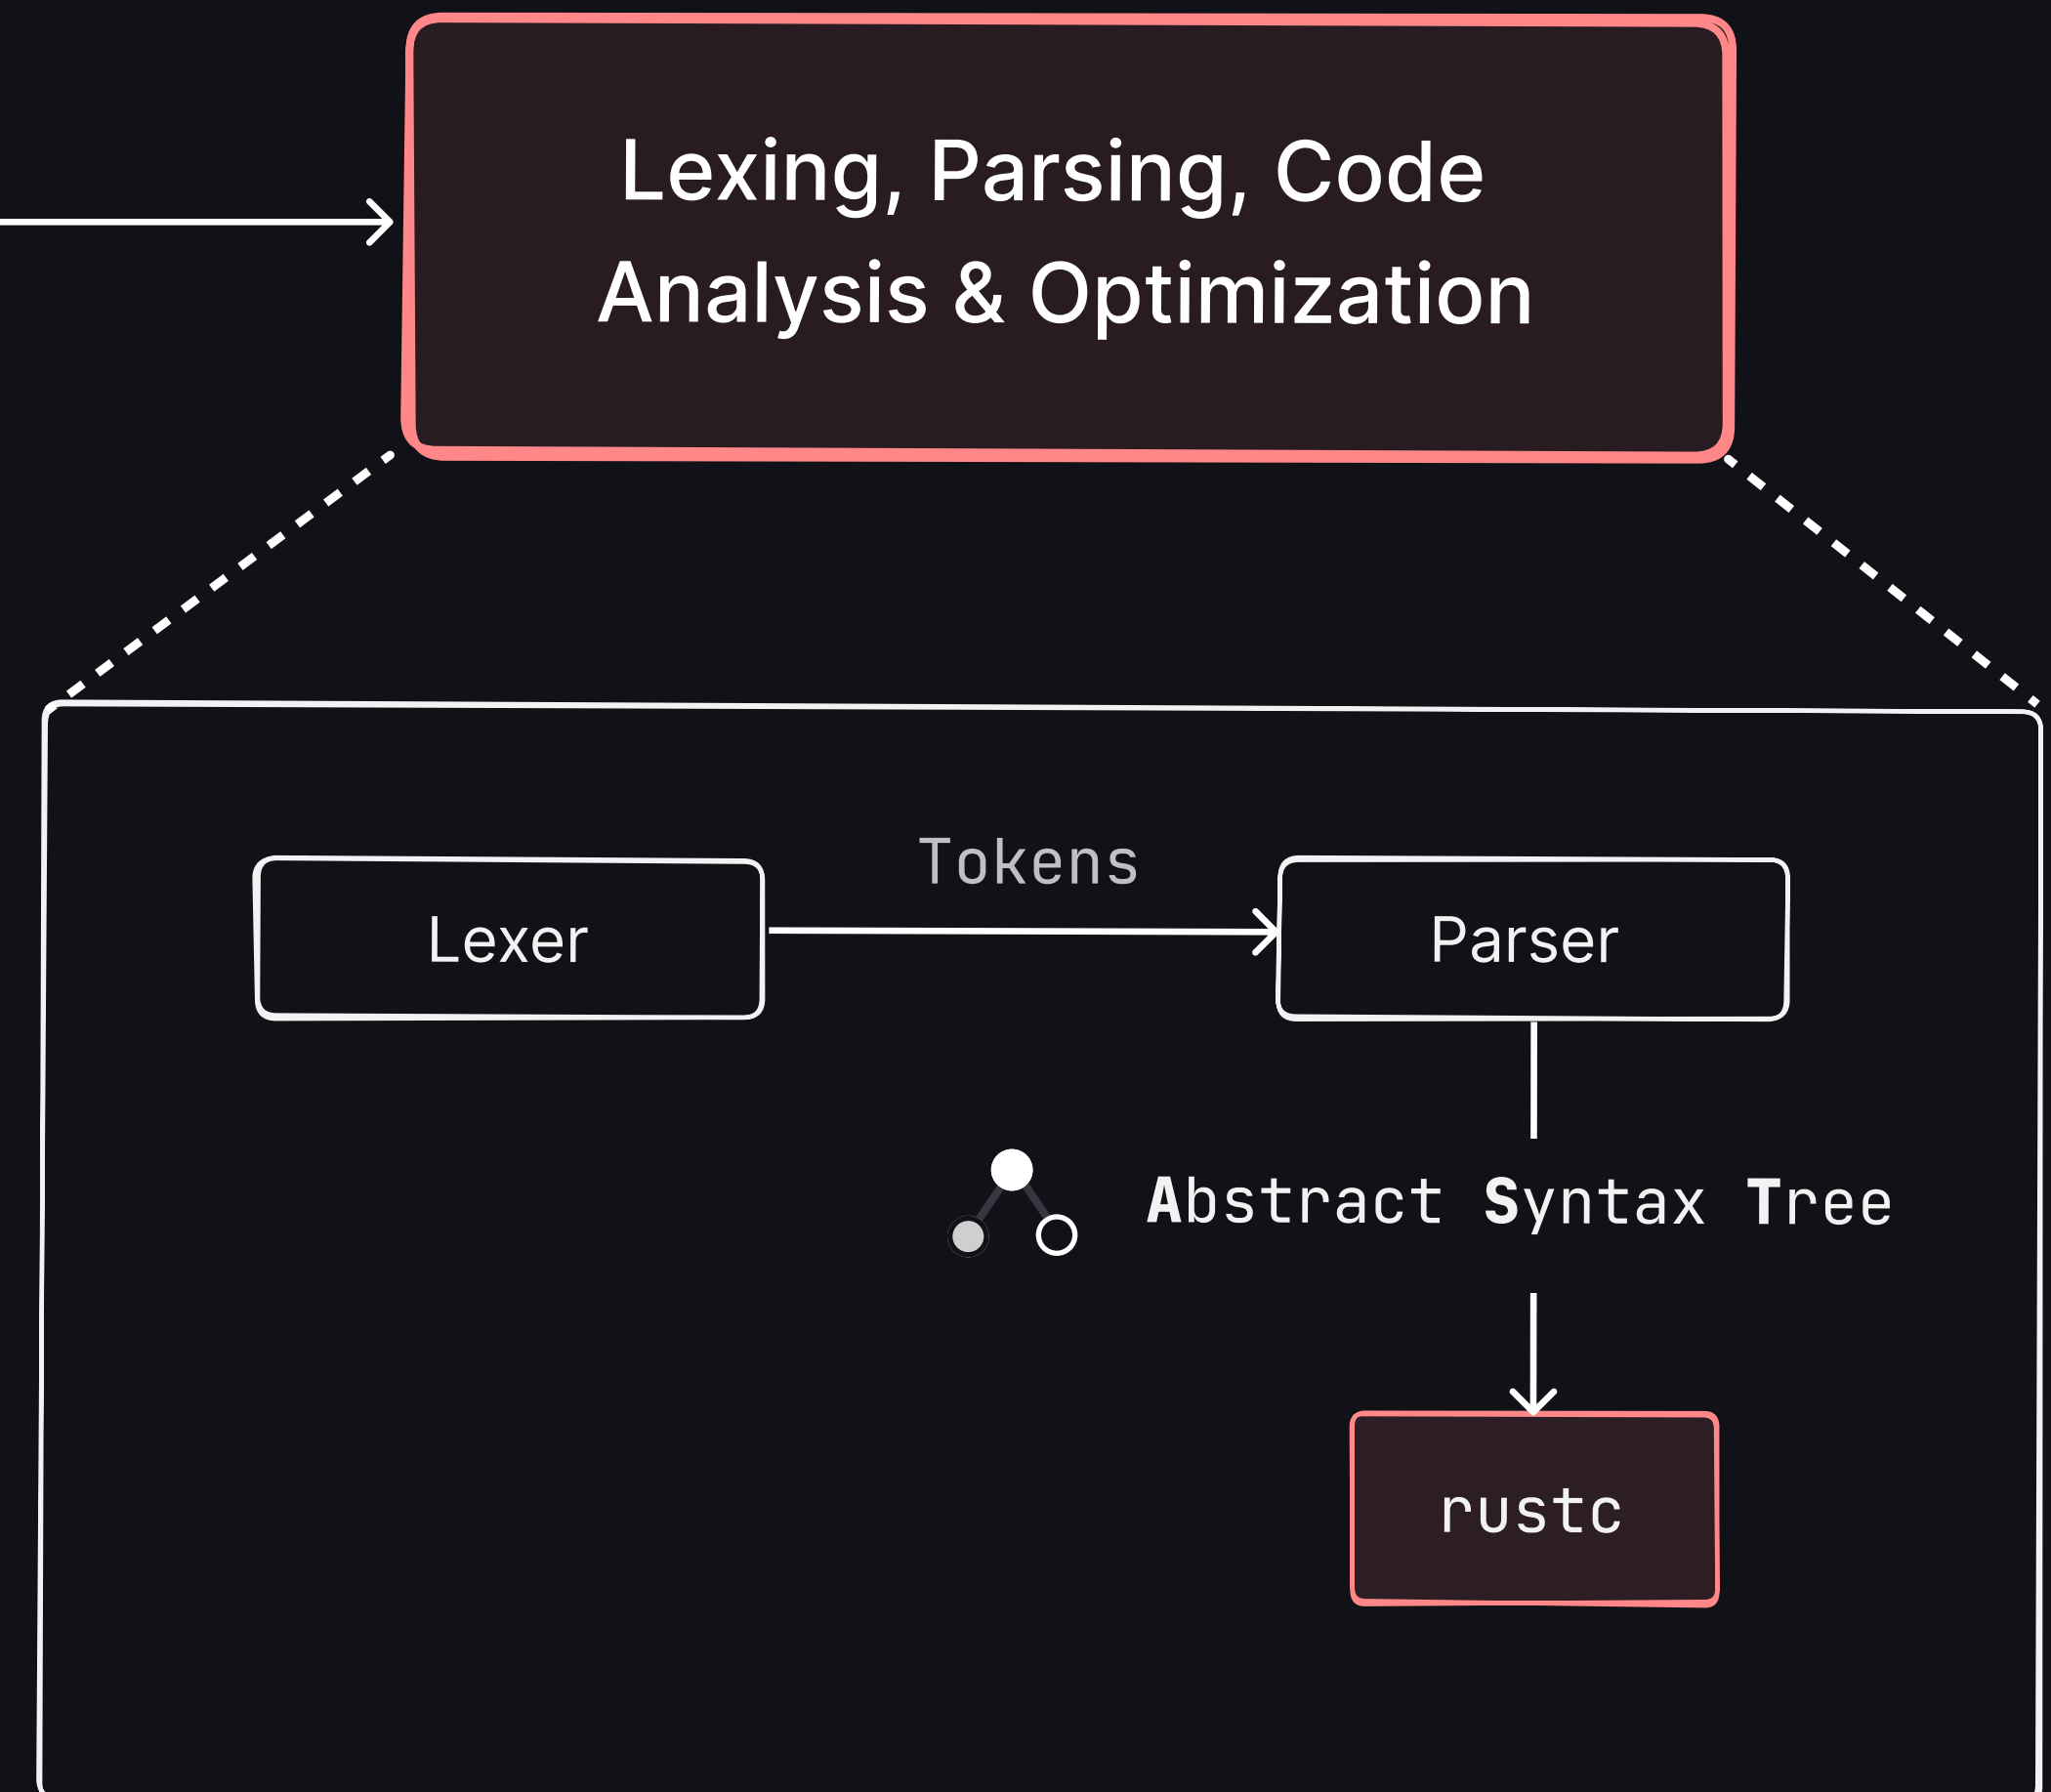 Lexing, Parsing, Code
Analysis & Optimization
Tokens
Lexer
Parser
Abstract Syntax Tree
rustc